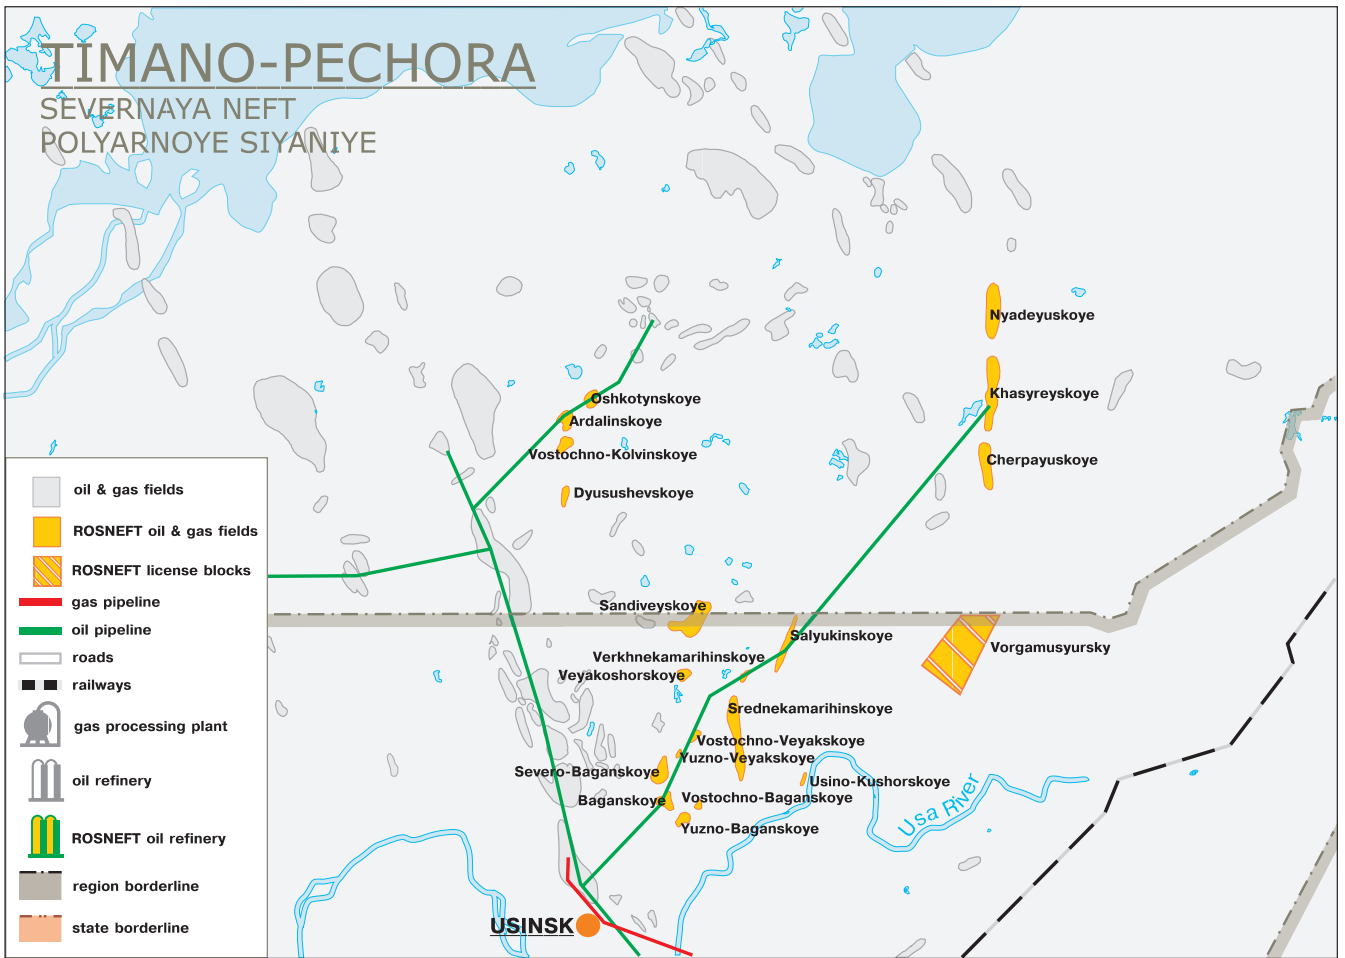 TIMANO-PECHORA
SEVERNAYA NEFT
POLYARNOYE SIYANIYE
Nyadeyuskoye
Khasyreyskoye
Oshkotynskoye
Ardalinskoye
Vostochno-Kolvinskoye
Cherpayuskoye
Dyusushevskoye
Sandiveyskoye
Salyukinskoye
Vorgamusyursky
Verkhnekamarihinskoye
Veyakoshorskoye
Srednekamarihinskoye
Vostochno-Veyakskoye
Yuzno-Veyakskoye
Severo-Baganskoye
Usino-Kushorskoye
Baganskoye
Vostochno-Baganskoye
Yuzno-Baganskoye
Usa River
USINSK
oil & gas fields
ROSNEFT oil & gas fields
ROSNEFT license blocks
gas pipeline
oil pipeline
roads
railways
gas processing plant
oil refinery
ROSNEFT oil refinery
region borderline
state borderline